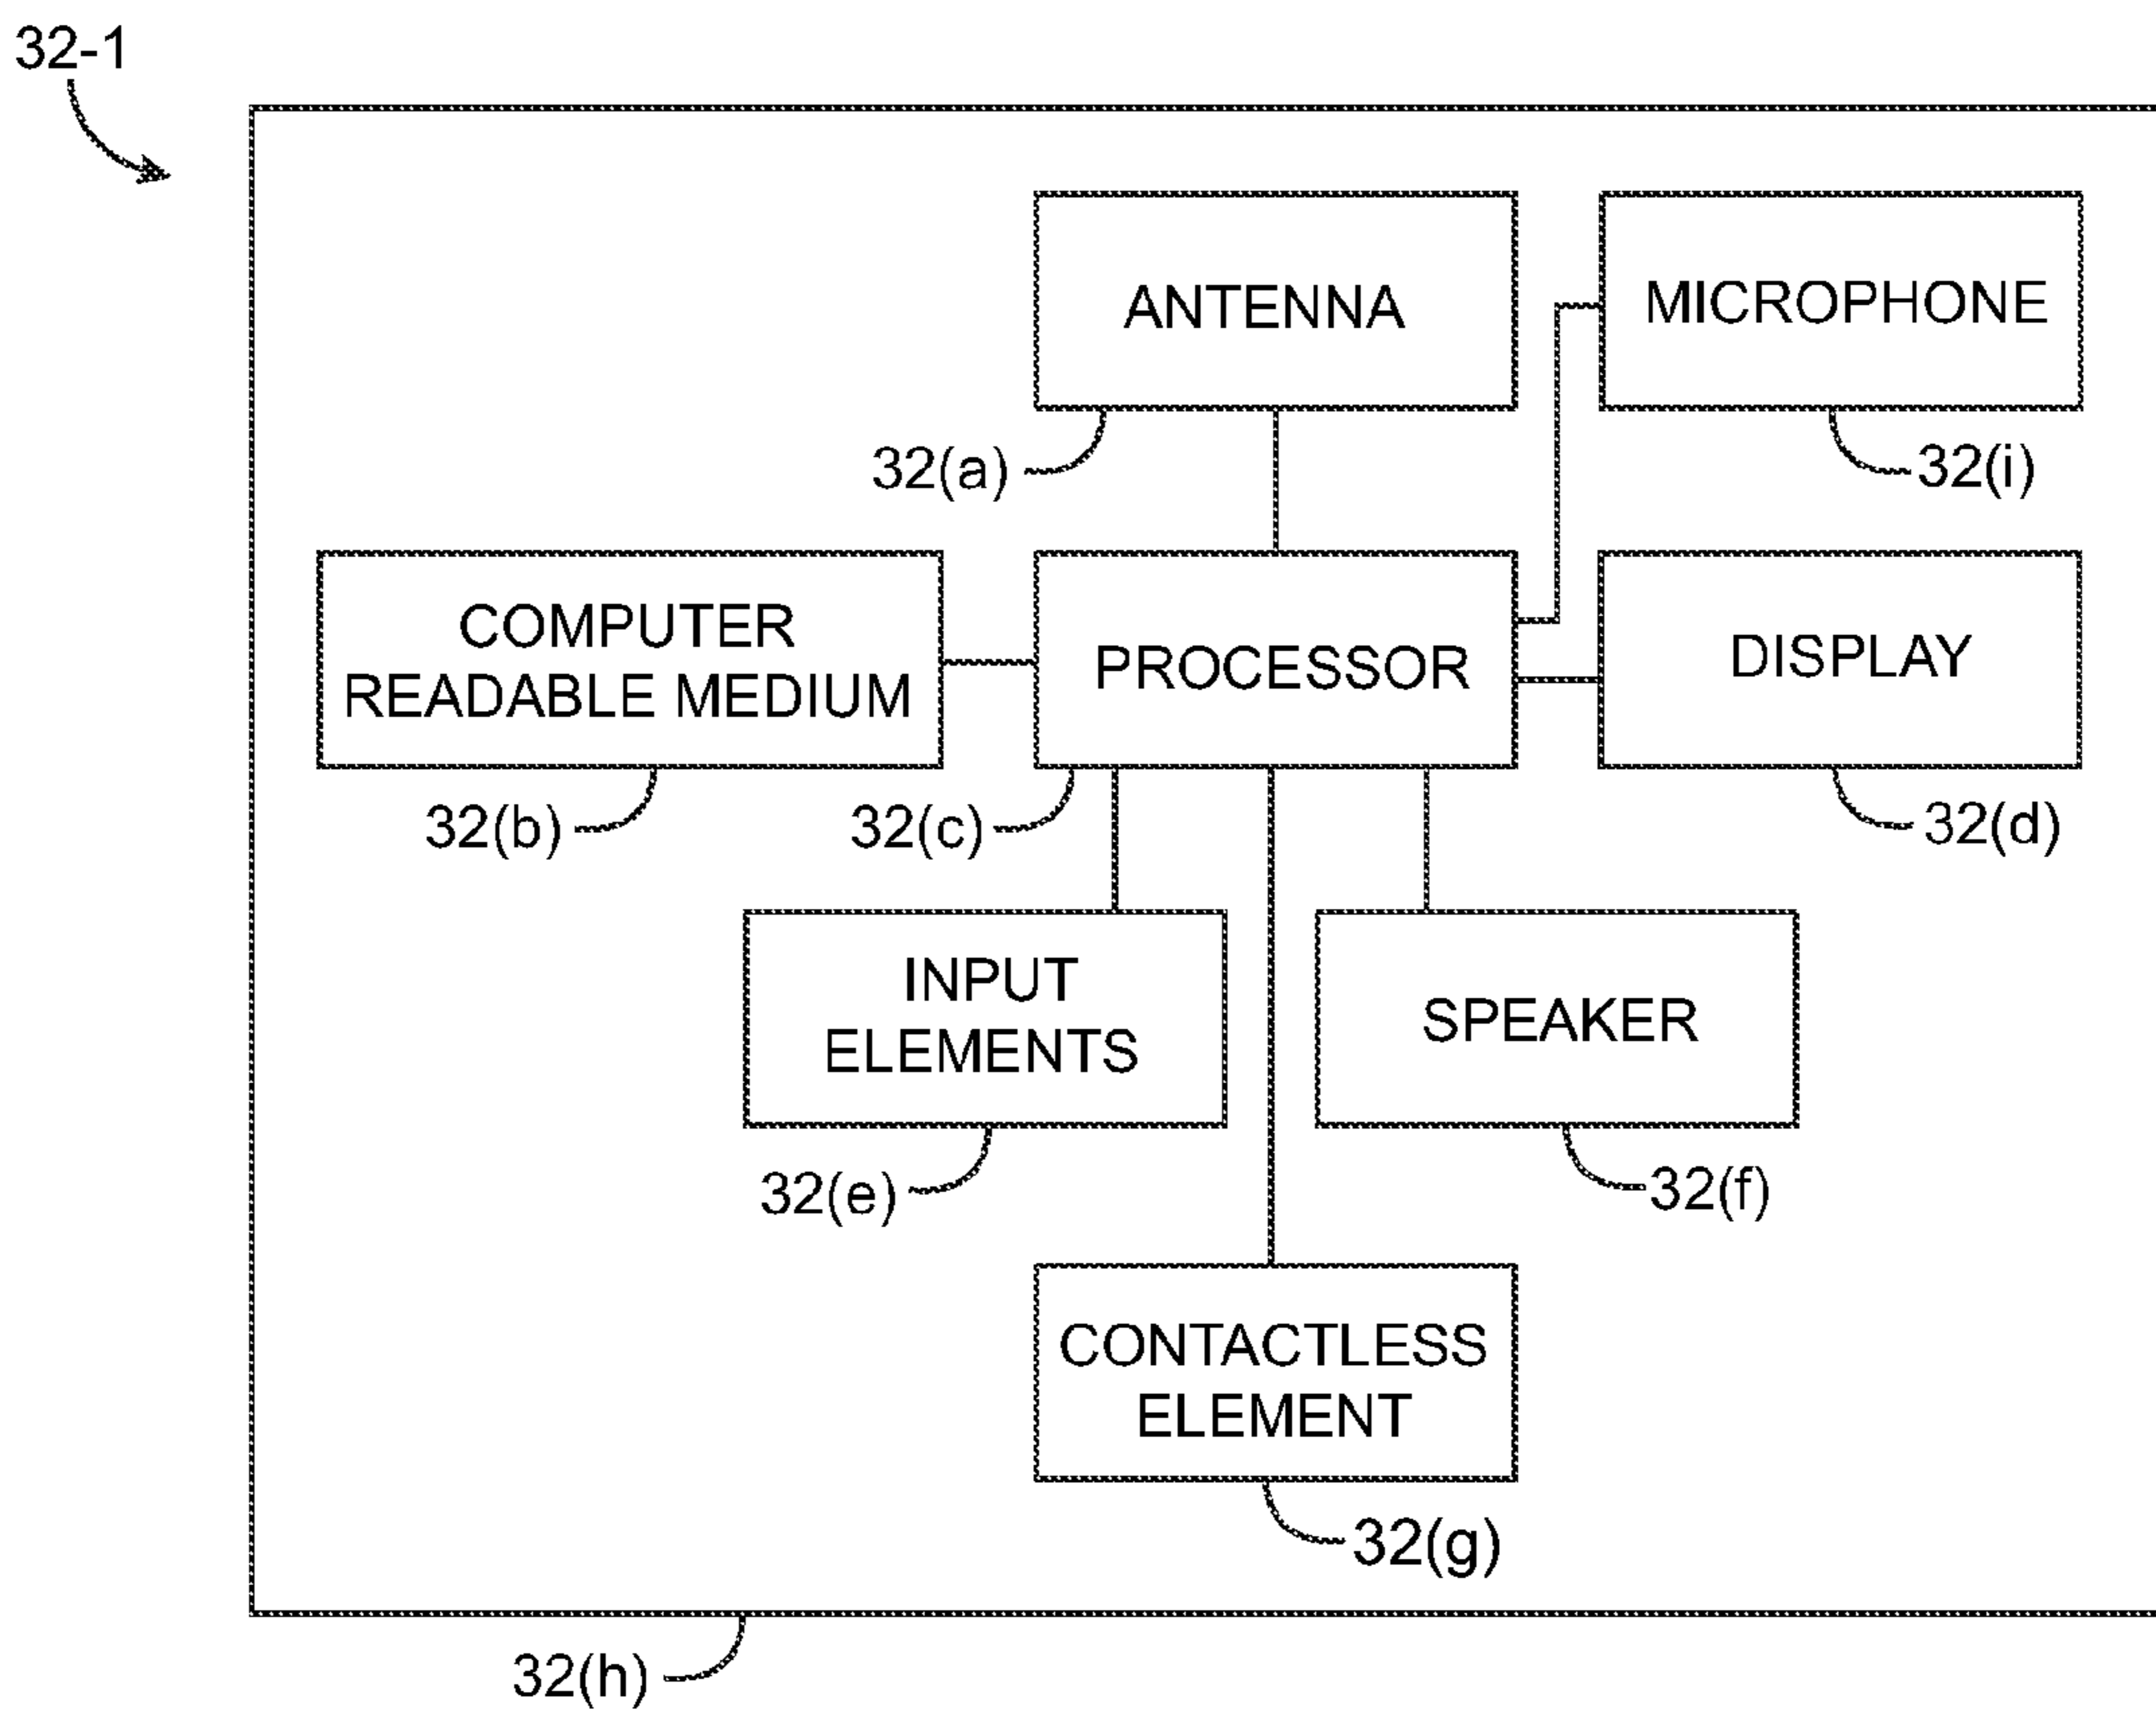 32-1
ANTENNA
MICROPHONE
32(a)
32(i)
COMPUTER
READABLE MEDIUM
PROCESSOR
DISPLAY
32(b)
32(c)
32(d)
INPUT
ELEMENTS
SPEAKER
32(e)
32(f)
CONTACTLESS
ELEMENT
32(g)
32(h)